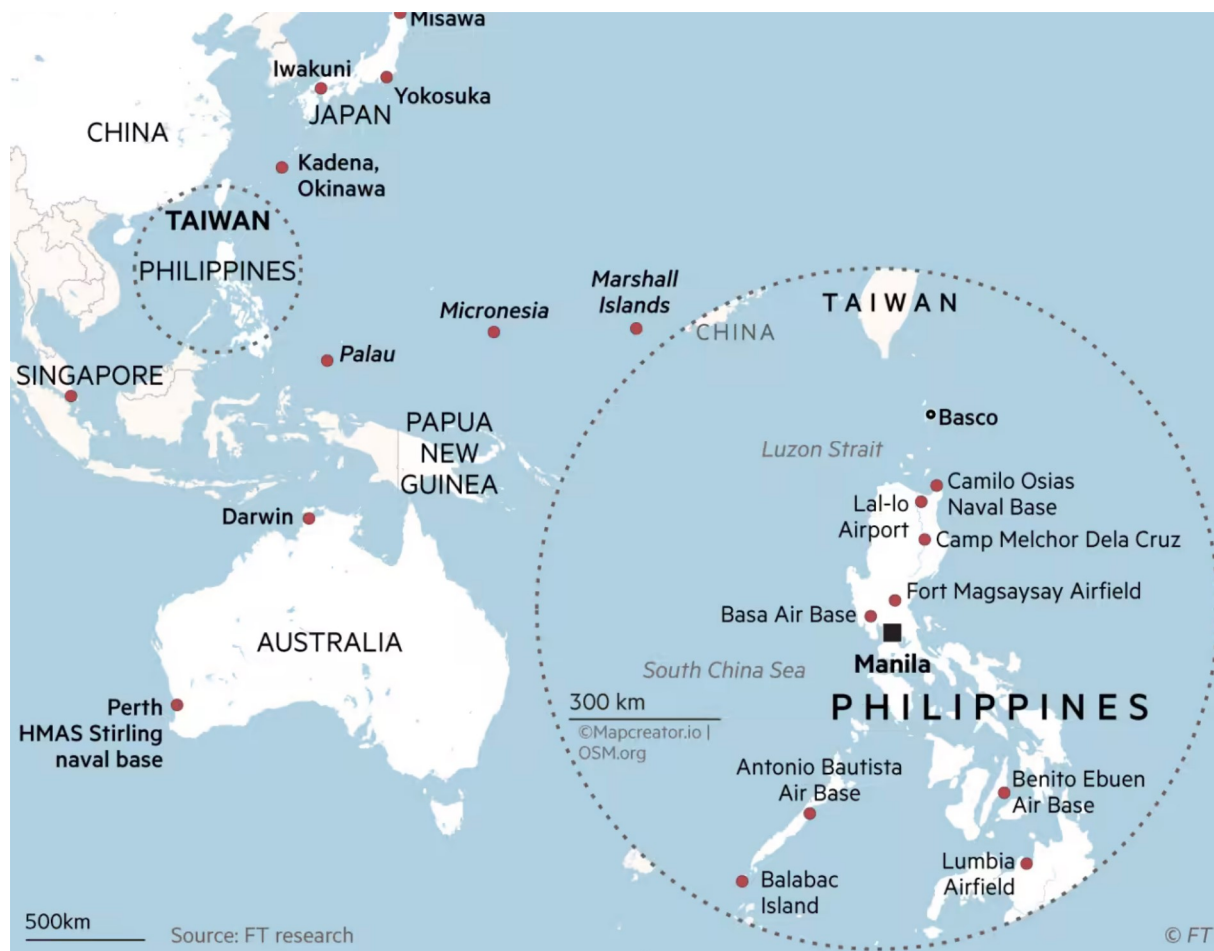 Misawa
Iwakuni
Yokosuka
JAPAN
CHINA
Kadena,
Okinawa
TAIWAN
PHILIPPINES
Marshall
Islands
Micronesia
Palau
SINGAPORE
PAPUA
NEW
GUINEA
Darwin
AUSTRALIA
Perth
HMAS Stirling
naval base
500km
Source: FT research
TAIWAN
CHINA
Basco
Luzon Strait
Camilo Osias
Naval Base
Lal-lo
Airport
Camp Melchor Dela Cruz
Fort Magsaysay Airfield
Basa Air Base
Manila
South China Sea
PHILIPPINES
300 km
©Mapcreator.io |
OSM.org
Antonio Bautista
Air Base
Benito Ebuen
Air Base
Lumbia
Airfield
Balabac
Island
© FT